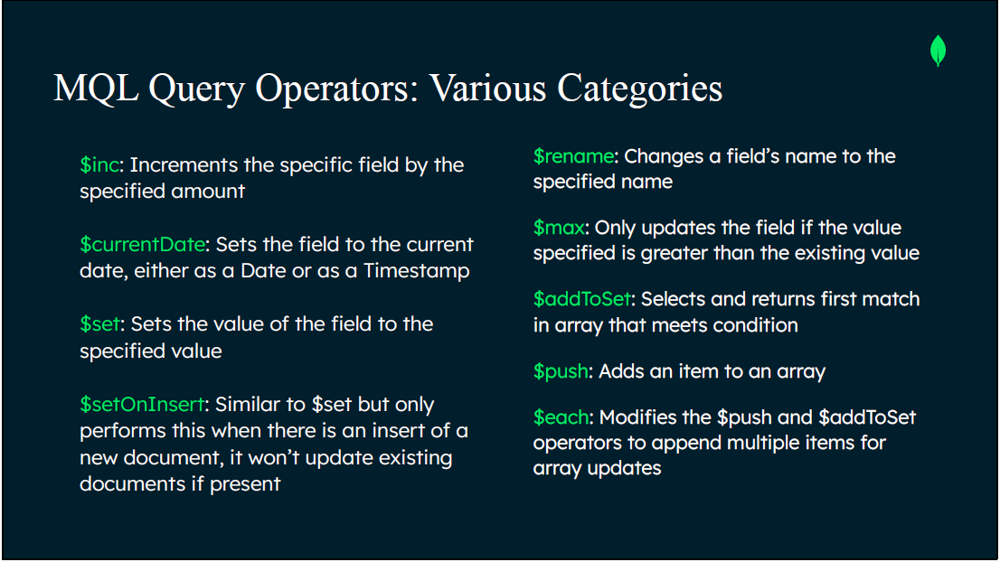 MQL Query Operators: Various Categories
$inc: Increments the specific field by the
specified amount
$currentDate: Sets the field to the current
date, either as a Date or as a Timestamp
$set: Sets the value of the field to the
specified value
$setOnInsert: Similar to $set but only
performs this when there is an insert of a
new document, it won’t update existing
documents if present
$rename: Changes a field’s name to the
specified name
$max: Only updates the field if the value
specified is greater than the existing value
$addToSet: Selects and returns first match
in array that meets condition
$push: Adds an item to an array
$each: Modifies the $push and $addToSet
operators to append multiple items for
array updates